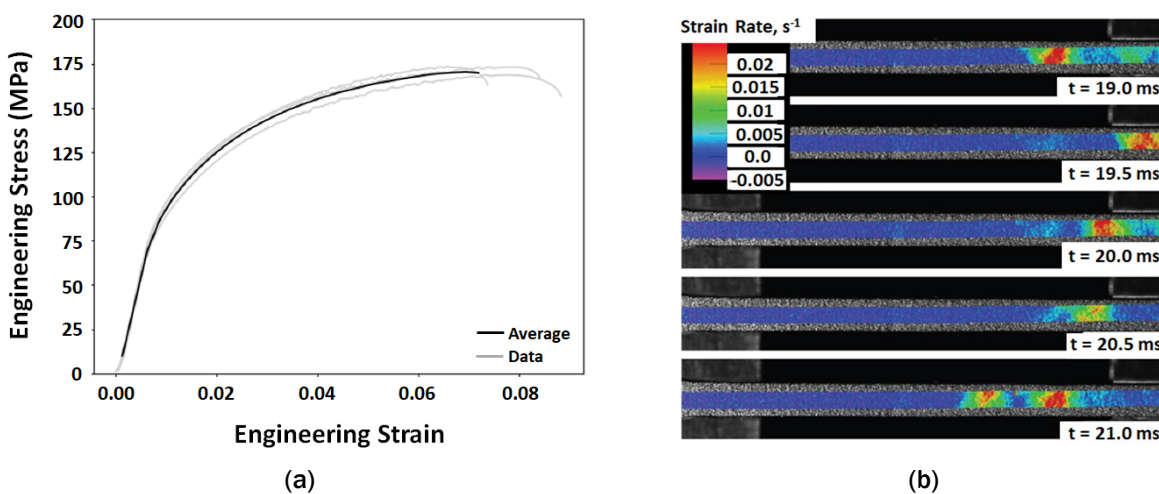 200
175
150
125
100
75
50
25
0
Engineering Stress (MPa)
Average
Data
0.00 0.02 0.04 0.06 0.08
Engineering Strain
(a)
Strain Rate, s⁻¹
0.02
0.015
0.01
0.005
0.0
-0.005
t = 19.0 ms
t = 19.5 ms
t = 20.0 ms
t = 20.5 ms
t = 21.0 ms
(b)